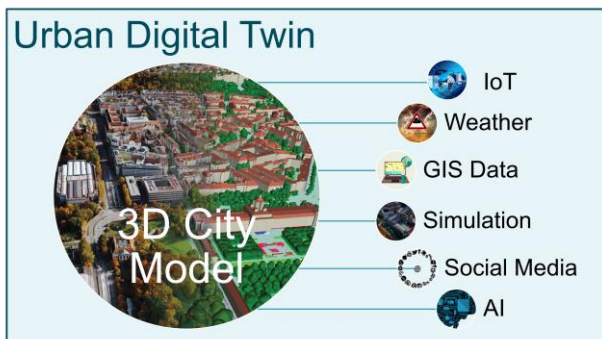 Urban Digital Twin
IoT
Weather
GIS Data
Simulation
3D City
Model
Social Media
AI